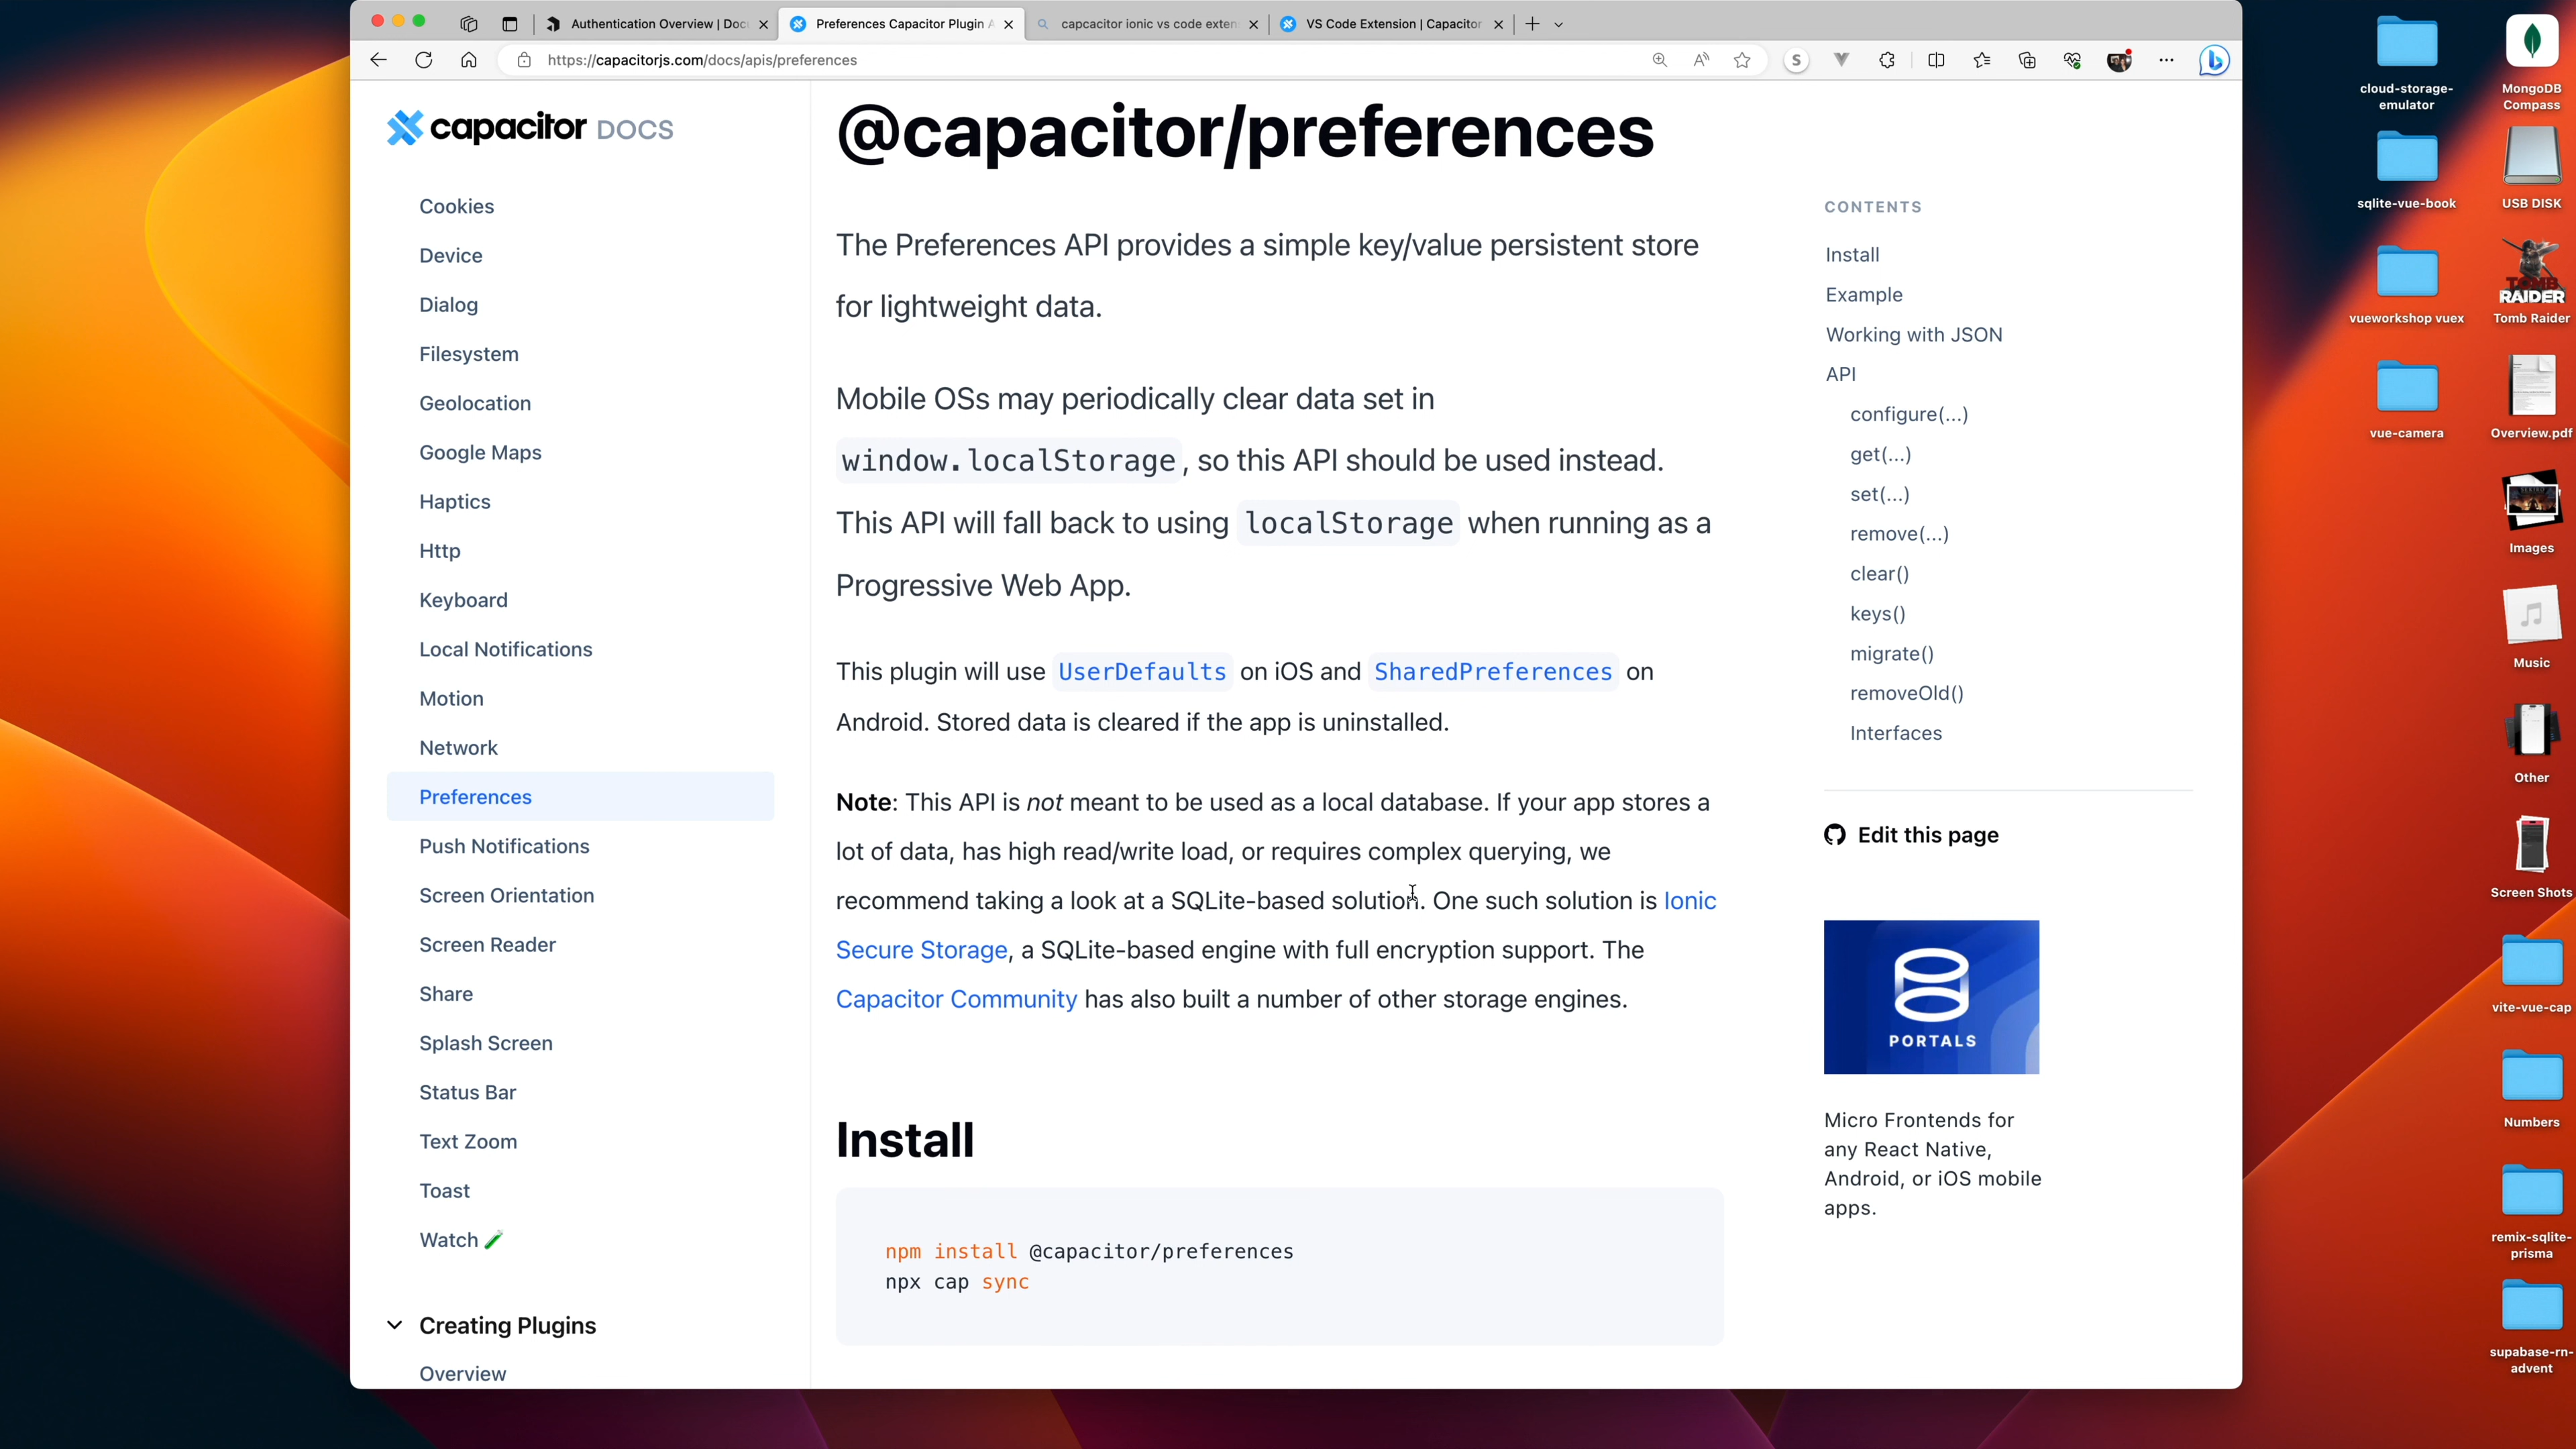 Authentication Overview | Doc
Preferences Capacitor Plugin A
capcacitor ionic vs code exten
VS Code Extension | Capacitor
https://capacitorjs.com/docs/apis/preferences
S
capacitor DOCS
Cookies
Device
Dialog
Filesystem
Geolocation
Google Maps
Haptics
Http
Keyboard
Local Notifications
Motion
Network
Preferences
Push Notifications
Screen Orientation
Screen Reader
Share
Splash Screen
Status Bar
Text Zoom
Toast
Watch
Creating Plugins
Overview
@capacitor/preferences
The Preferences API provides a simple key/value persistent store
for lightweight data.
Mobile OSs may periodically clear data set in
window.localStorage, so this API should be used instead.
This API will fall back to using localStorage when running as a
Progressive Web App.
This plugin will use UserDefaults on iOS and SharedPreferences on
Android. Stored data is cleared if the app is uninstalled.
Note: This API is not meant to be used as a local database. If your app stores a
lot of data, has high read/write load, or requires complex querying, we
recommend taking a look at a SQLite-based solution. One such solution is Ionic
Secure Storage, a SQLite-based engine with full encryption support. The
Capacitor Community has also built a number of other storage engines.
Install
npm install @capacitor/preferences
npx cap sync
CONTENTS
Install
Example
Working with JSON
API
configure(...)
get(...)
set(...)
remove(...)
clear()
keys()
migrate()
removeOld()
Interfaces
Edit this page
PORTALS
Micro Frontends for
any React Native,
Android, or iOS mobile
apps.
cloud-storage-
emulator
sqlite-vue-book
vueworkshop vuex
vue-camera
MongoDB
Compass
USB DISK
TOMB
RAIDER
Tomb Raider
Overview.pdf
Images
Music
Other
Screen Shots
vite-vue-cap
Numbers
remix-sqlite-
prisma
supabase-rn-
advent